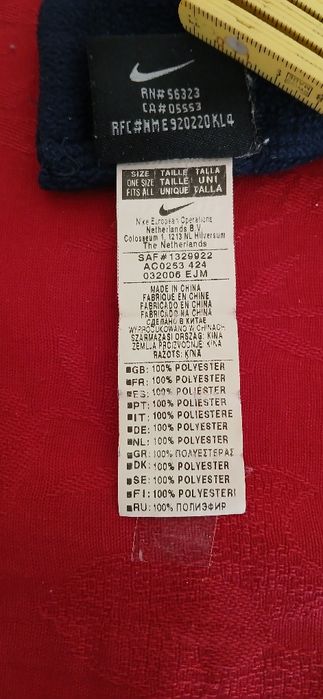 RN#56323
CA#05553
RFC#NME920220KL4
SIZE TAILLE TALLA
ONE SIZE TAILLE UNI
FITS ALL UNIQUE TALLA
Nike European Operations
Netherlands B.V
Colosseum 1, 1213 NL Hilversum
The Netherlands
SAF#1329922
AC0253 424
032006 EJM
MADE IN CHINA
FABRIQUE EN CHINE
FABRICADO EN CHINA
FABRICADO NA CHINA
СДЕЛАНО В КИТАЕ
WYPRODUKOWANO W CHINACH
SZÁRMAZÁSI ORSZÁG: KÍNA
ZEMLJA PROIZVODNJE: KINA
RAZOTS: ĶĪNA
GB: 100% POLYESTER
FR: 100% POLYESTER
ES: 100% POLIESTER
PT: 100% POLIESTER
IT: 100% POLIESTERE
DE: 100% POLYESTER
NL: 100% POLYESTER
GR: 100% ΠΟΛΥΕΣΤΕΡΑΣ
DK: 100% POLYESTER
SE: 100% POLYESTER
FI: 100% POLYESTERI
RU: 100% ПОЛИЭФИР